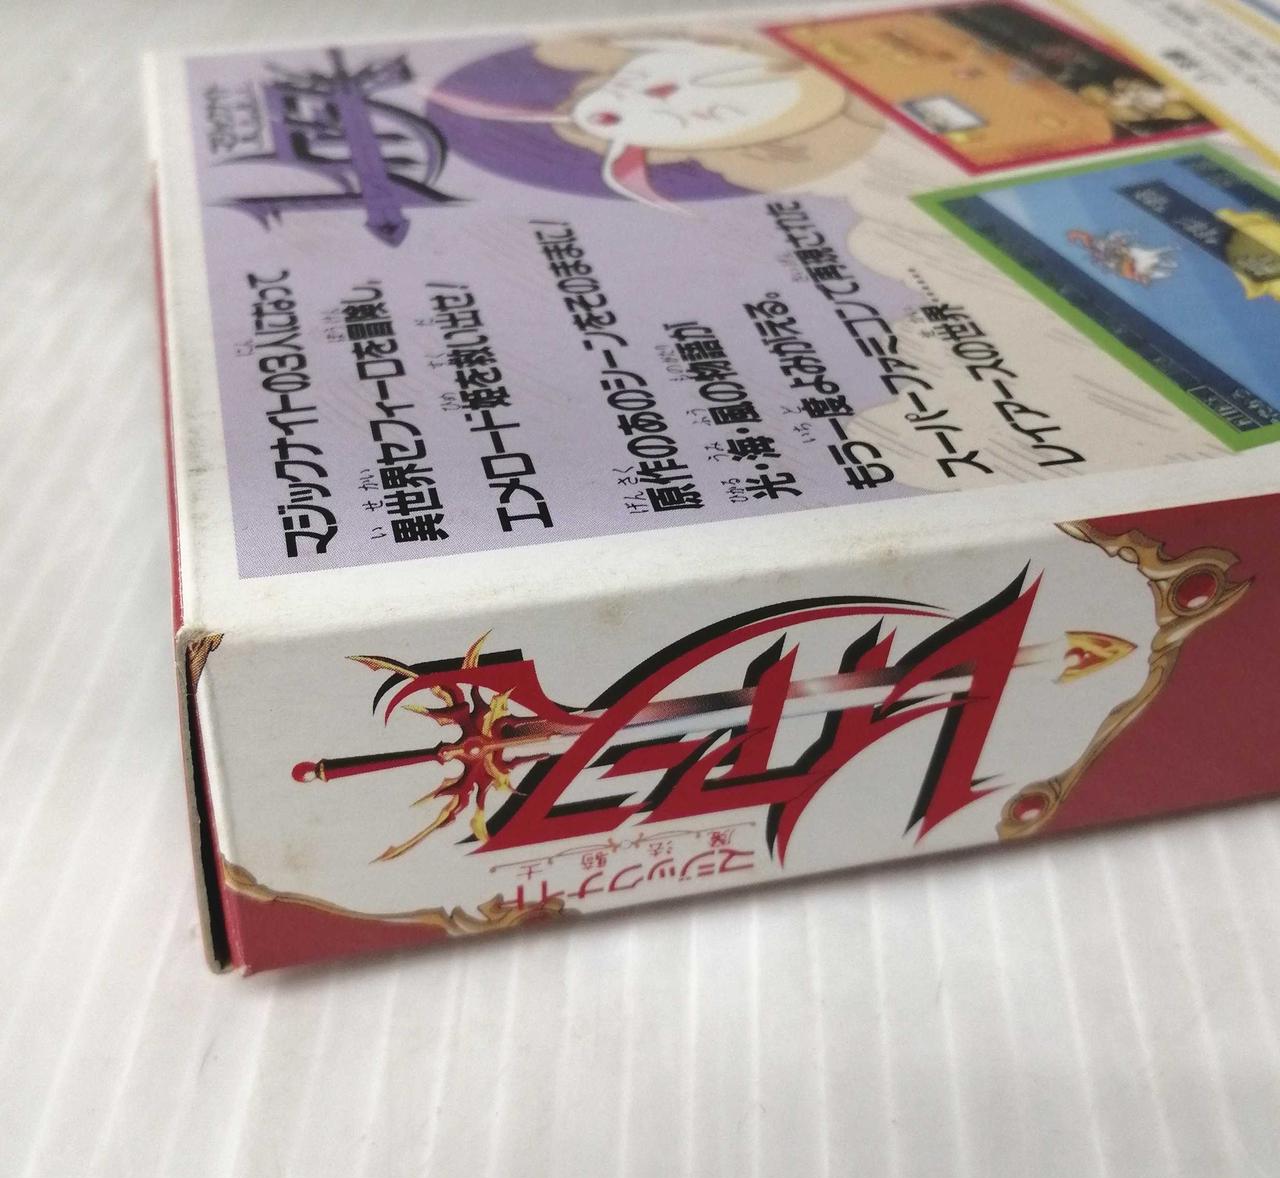 マジックナイト
レイアース
マジックナイトの3人になって
異世界セフィーロを冒険し、
エメロード姫を救い出せ!
原作のあのシーンをそのままに!
光・海・風の物語が
もう一度よみがえる。
スーパーファミコンで再現された
レイアースの世界……
魔法騎士
マジックナイト
レイアース